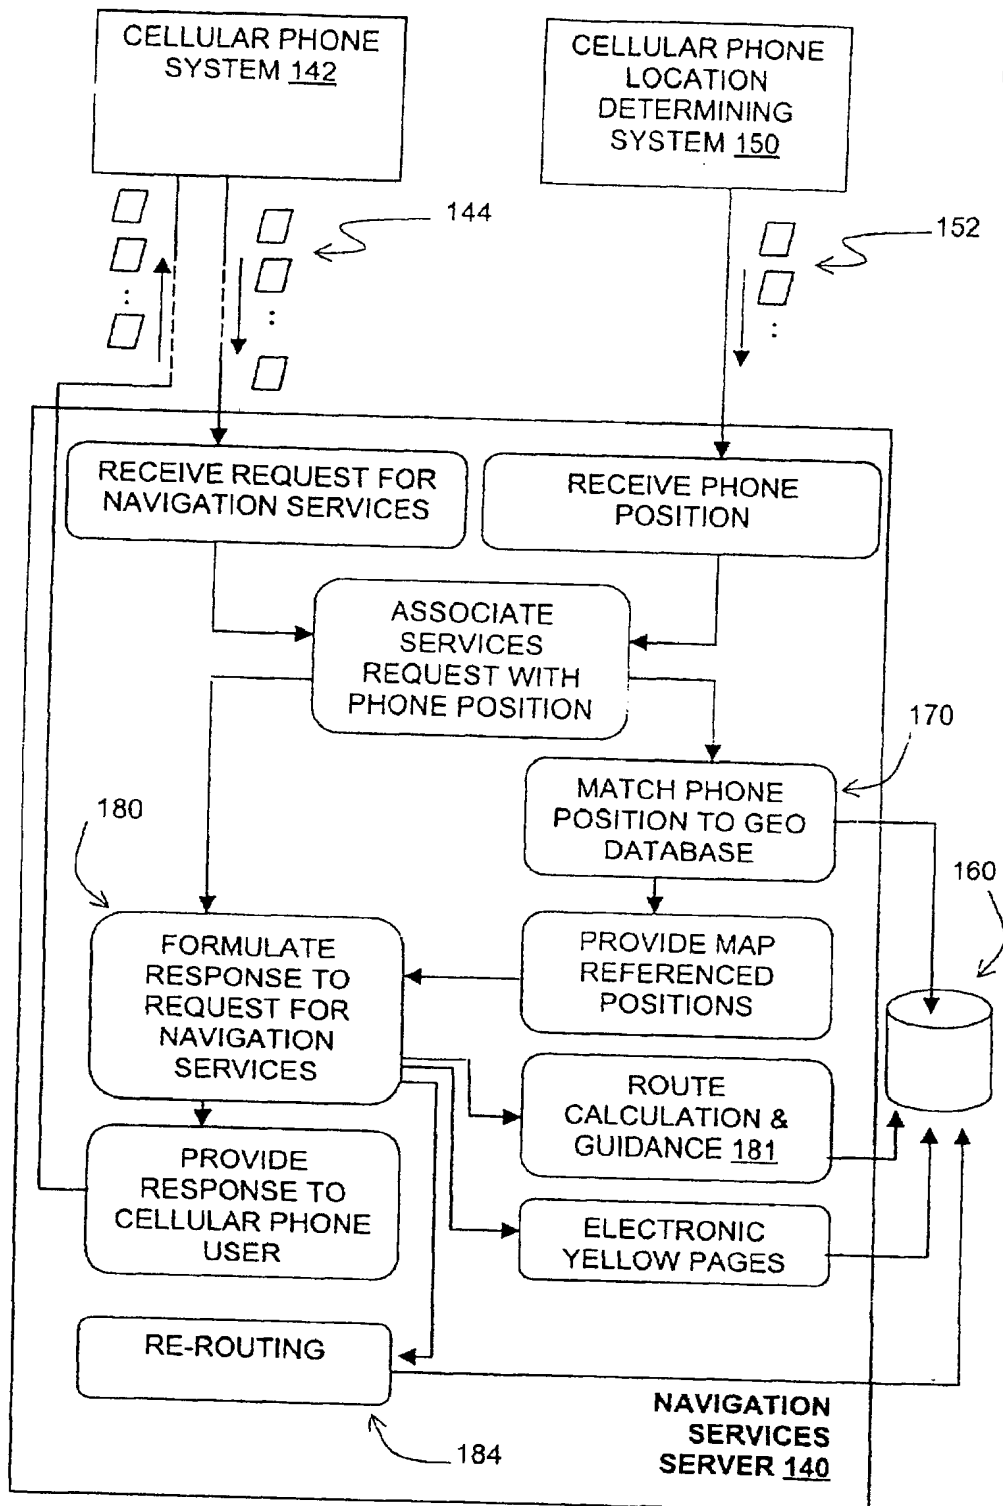 CELLULAR PHONE
SYSTEM 142
CELLULAR PHONE
LOCATION
DETERMINING
SYSTEM 150
144
152
RECEIVE REQUEST FOR
NAVIGATION SERVICES
RECEIVE PHONE
POSITION
ASSOCIATE
SERVICES
REQUEST WITH
PHONE POSITION
170
MATCH PHONE
POSITION TO GEO
DATABASE
180
160
FORMULATE
RESPONSE TO
REQUEST FOR
NAVIGATION
SERVICES
PROVIDE MAP
REFERENCED
POSITIONS
ROUTE
CALCULATION &
GUIDANCE 181
PROVIDE
RESPONSE TO
CELLULAR PHONE
USER
ELECTRONIC
YELLOW PAGES
RE-ROUTING
184
NAVIGATION
SERVICES
SERVER 140